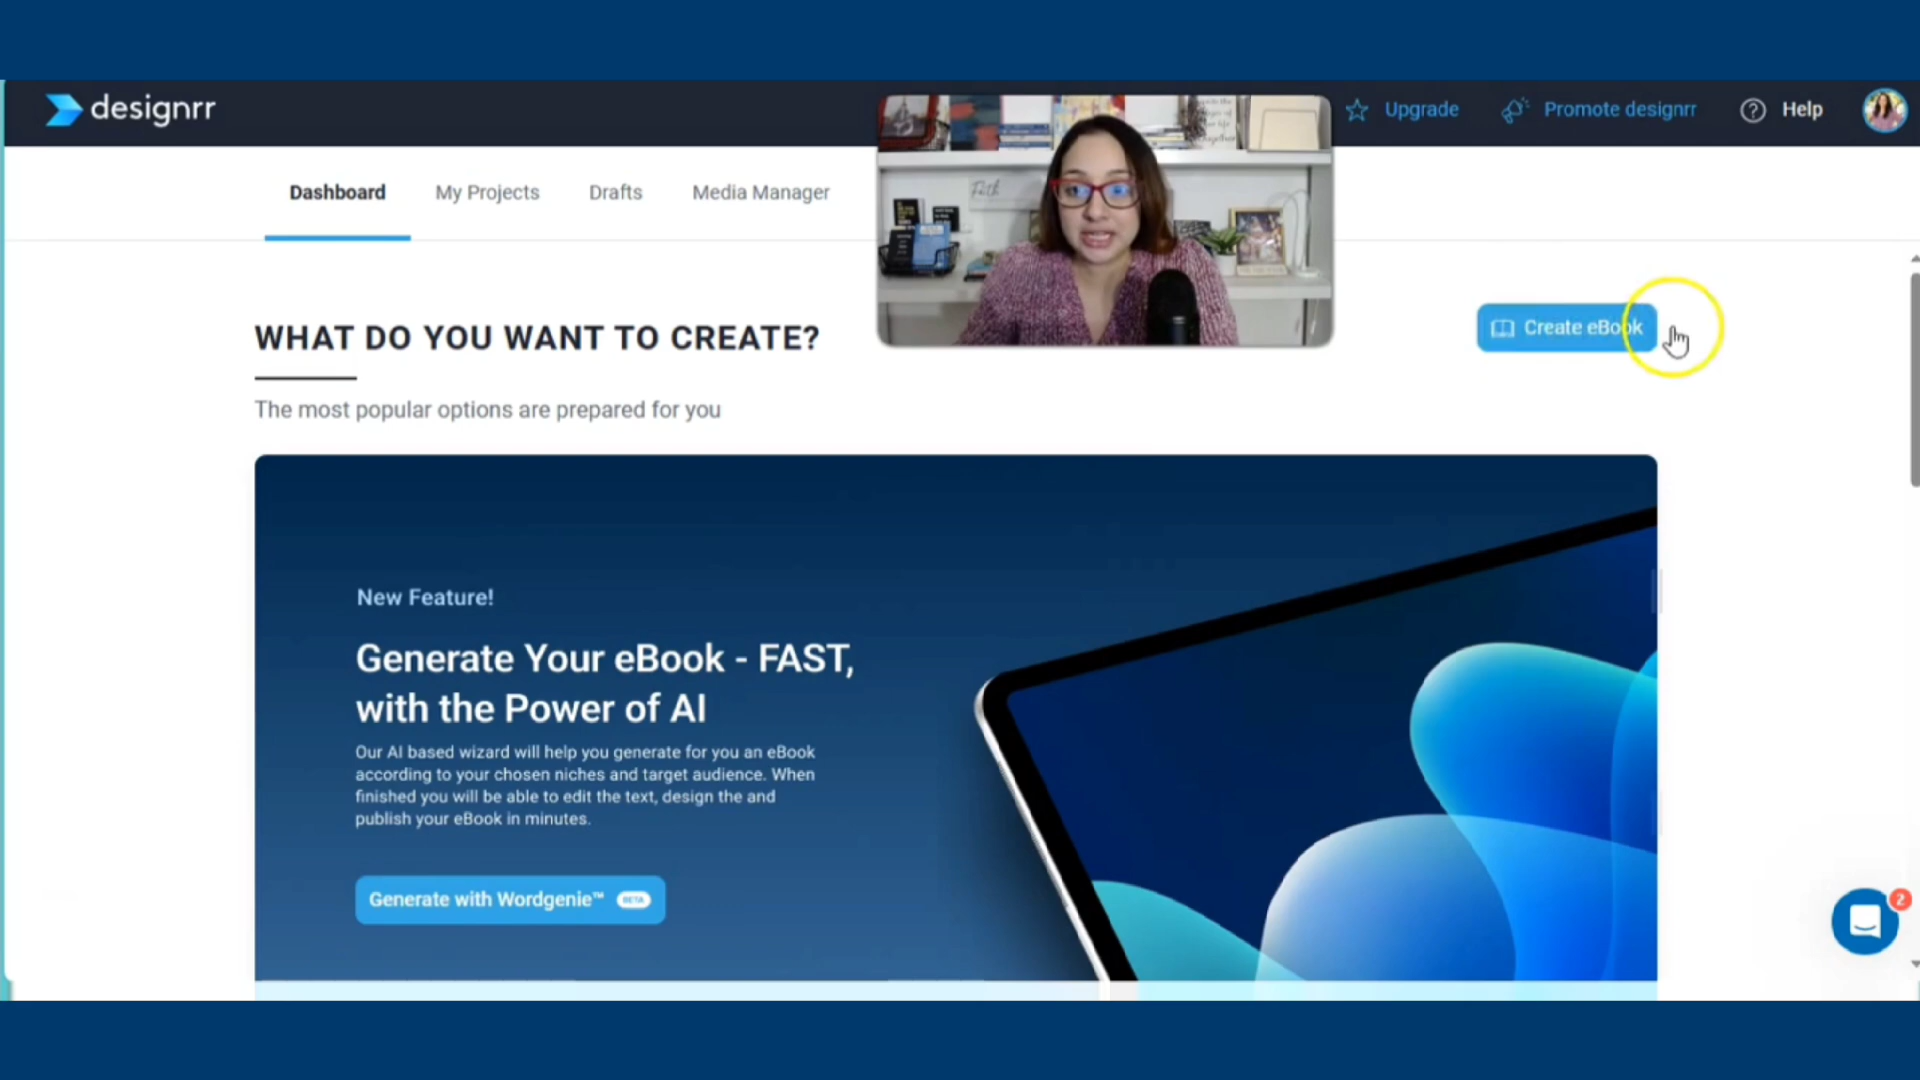 designrr
Upgrade
Promote designrr
Help
Dashboard
My Projects
Drafts
Media Manager
Faith
WHAT DO YOU WANT TO CREATE?
Create eBook
The most popular options are prepared for you
New Feature!
Generate Your eBook - FAST,
with the Power of AI
Our AI based wizard will help you generate for you an eBook
according to your chosen niches and target audience. When
finished you will be able to edit the text, design the and
publish your eBook in minutes.
Generate with Wordgenie™ BETA
2